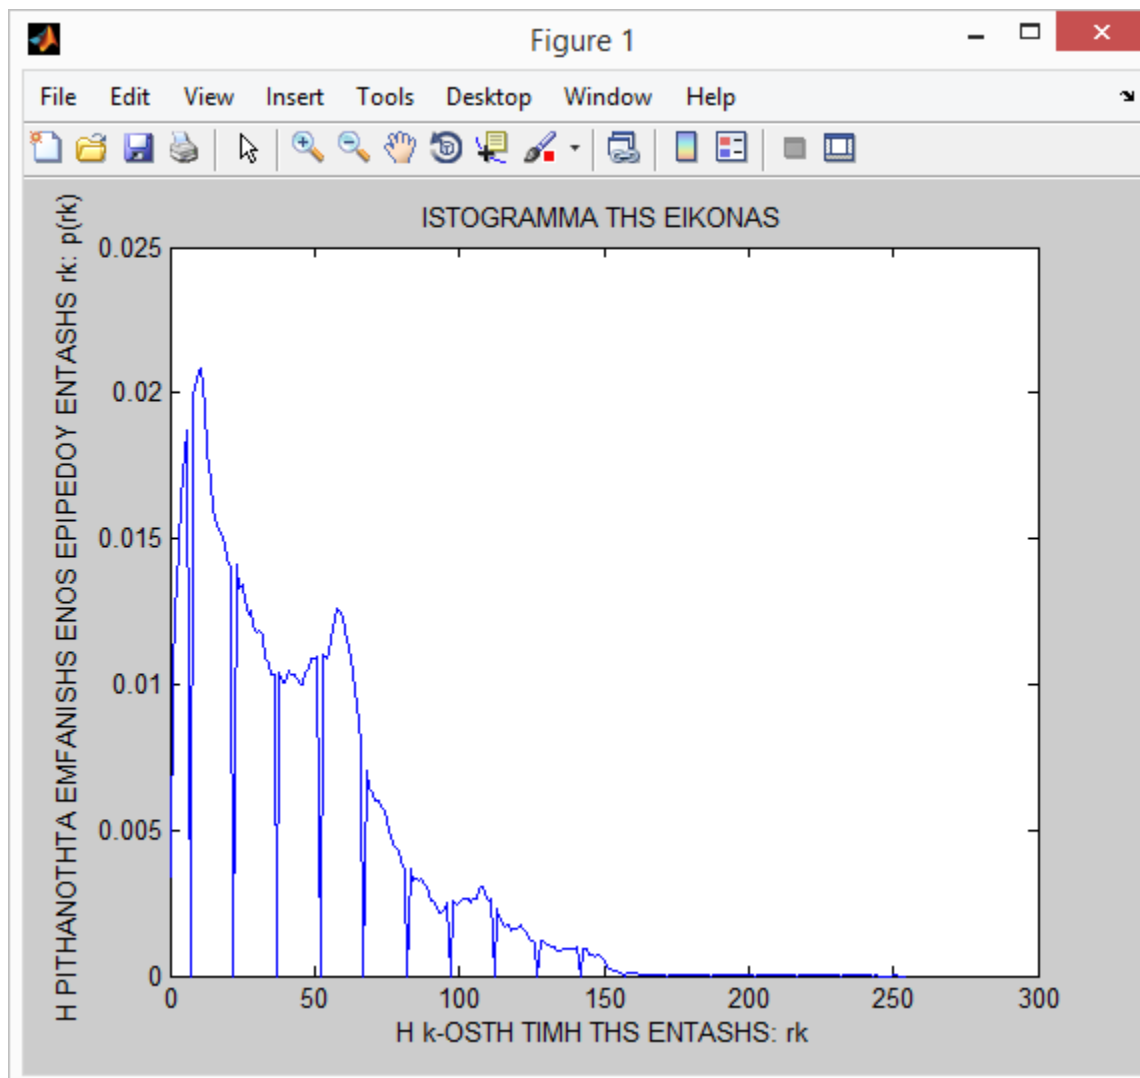 Figure 1
File Edit View Insert Tools Desktop Window Help
ISTOGRAMMA THS EIKONAS
H PITHANOTHTA EMFANISHS ENOS EPIPEDOY ENTASHS rk: p(rk)
0.025
0.02
0.015
0.01
0.005
0
0 50 100 150 200 250 300
H k-OSTH TIMH THS ENTASHS: rk